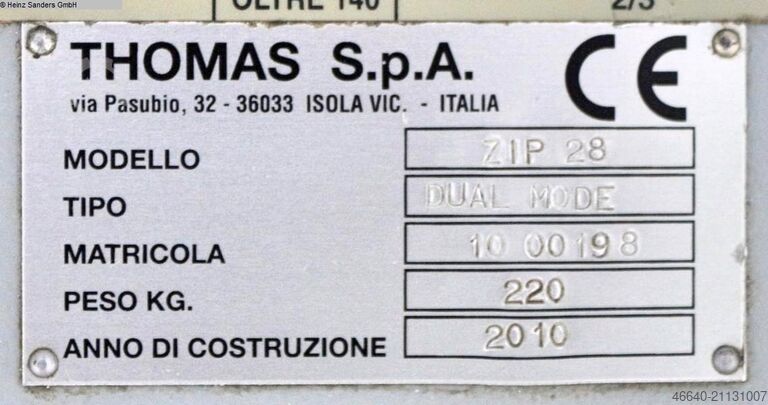 © Heinz Sanders GmbH
OLTRE 140 2/3
THOMAS S.p.A. CE
via Pasubio, 32 - 36033 ISOLA VIC. - ITALIA
MODELLO ZIP 28
TIPO DUAL MODE
MATRICOLA 10 00198
PESO KG. 220
ANNO DI COSTRUZIONE 2010
46640-21131007